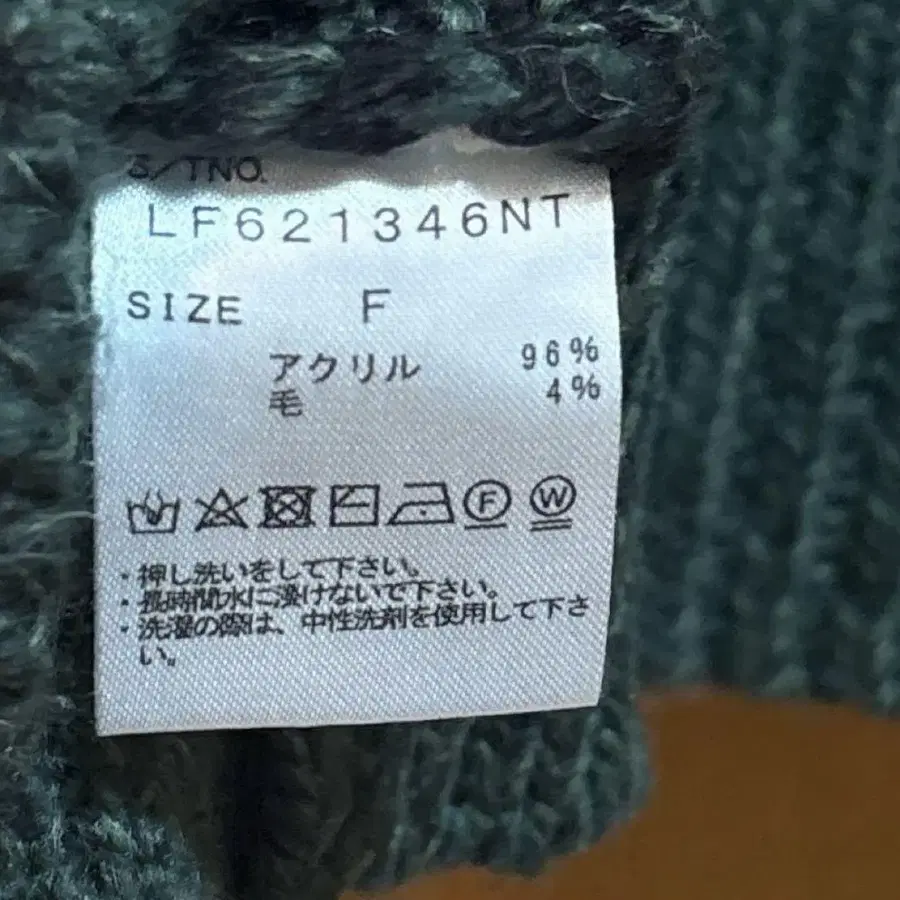 S/TNO.
LF621346NT
SIZE F
アクリル 96%
毛 4%
F W
・押し洗いをして下さい。
・長時間水に浸けないで下さい。
・洗濯の際は、中性洗剤を使用して下さ
い。